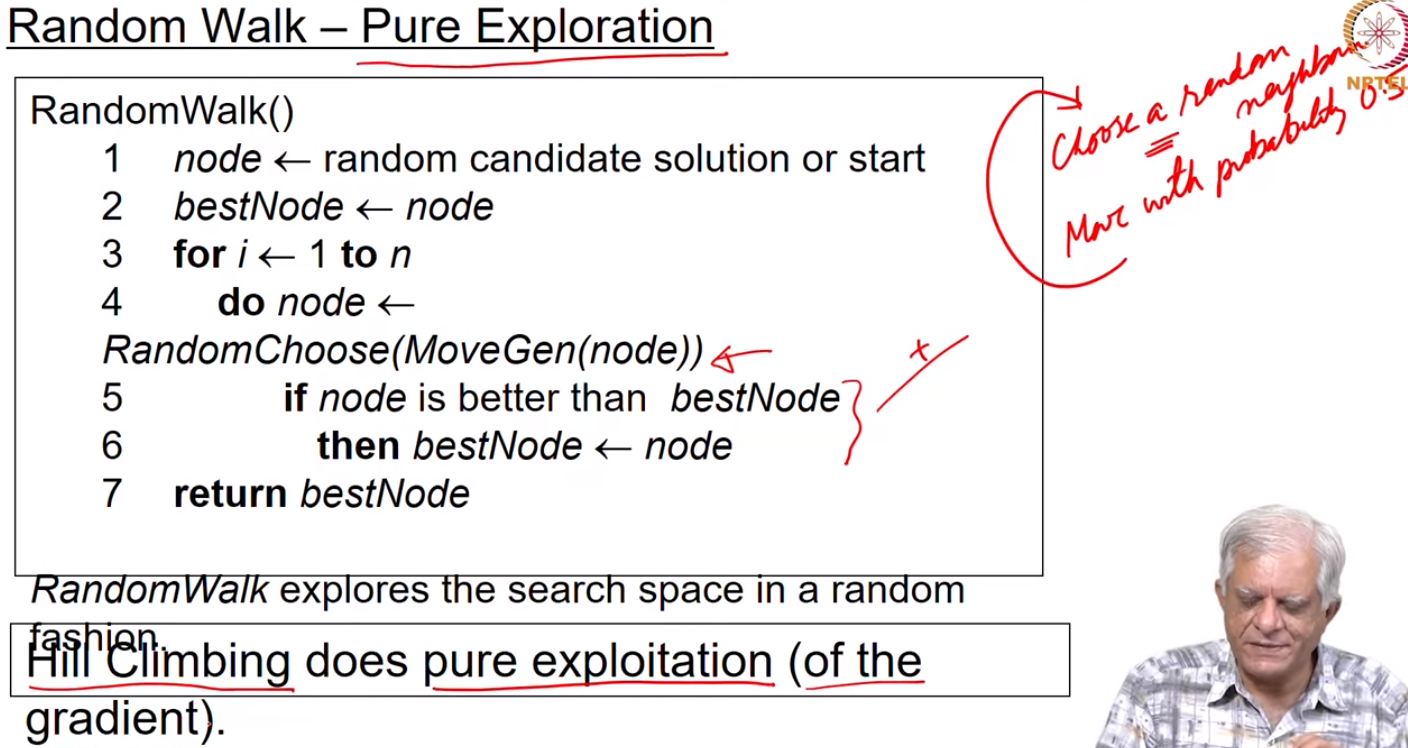 Random Walk – Pure Exploration
RandomWalk()
1 node ← random candidate solution or start
2 bestNode ← node
3 for i ← 1 to n
4 do node ←
RandomChoose(MoveGen(node))
5 if node is better than bestNode
6 then bestNode ← node
7 return bestNode
RandomWalk explores the search space in a random
fashion.
Hill Climbing does pure exploitation (of the
gradient).
Choose a random
neighbour
Move with probability 0.5
NPTEL